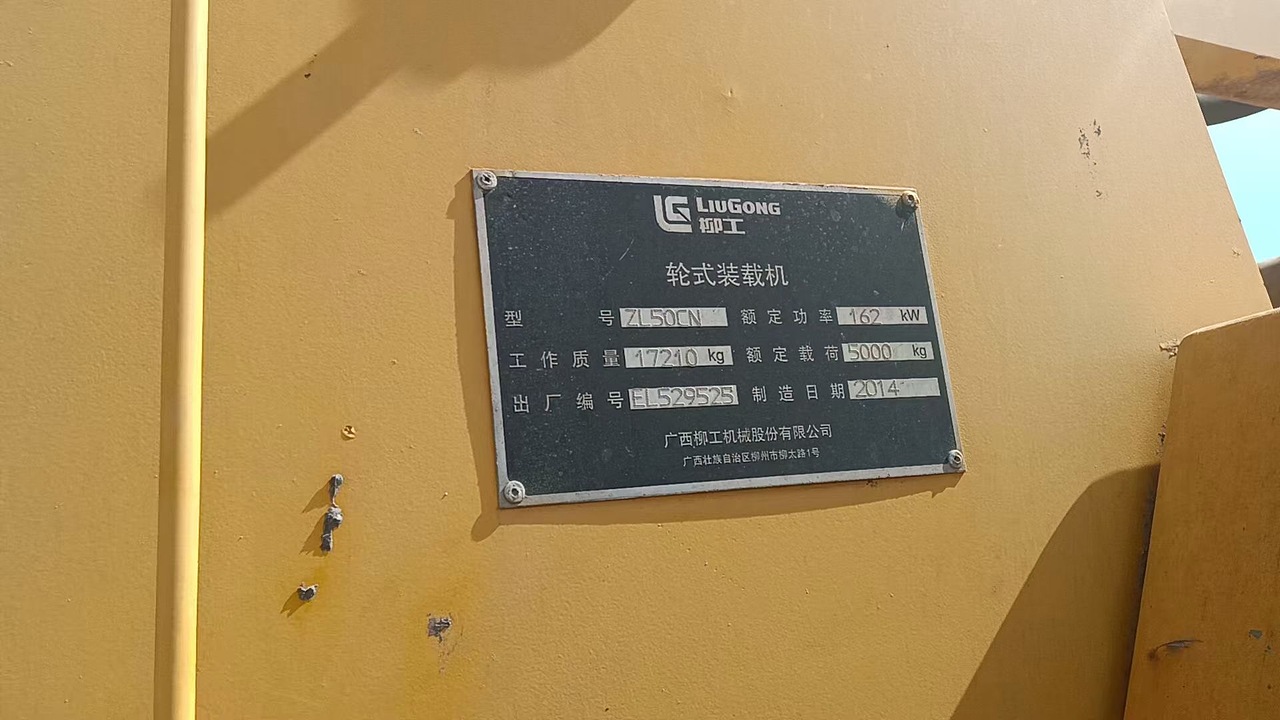 LIUGONG
柳工
轮式装载机
型号 ZL50CN 额定功率 162 kW
工作质量 17210 kg 额定载荷 5000 kg
出厂编号 EL529525 制造日期 2014
广西柳工机械股份有限公司
广西壮族自治区柳州市柳太路1号